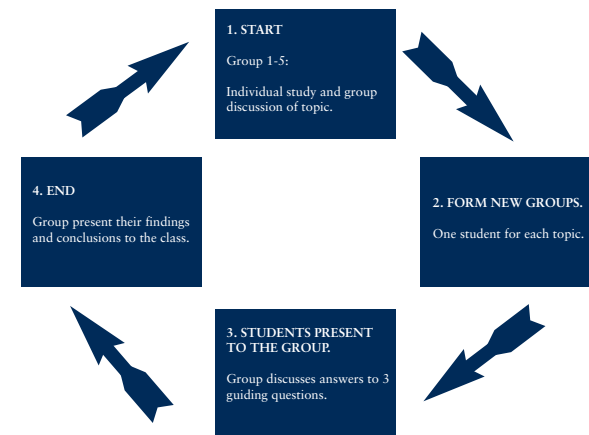 1. START
Group 1-5:
Individual study and group
discussion of topic.
2. FORM NEW GROUPS.
One student for each topic.
3. STUDENTS PRESENT
TO THE GROUP.
Group discusses answers to 3
guiding questions.
4. END
Group present their findings
and conclusions to the class.